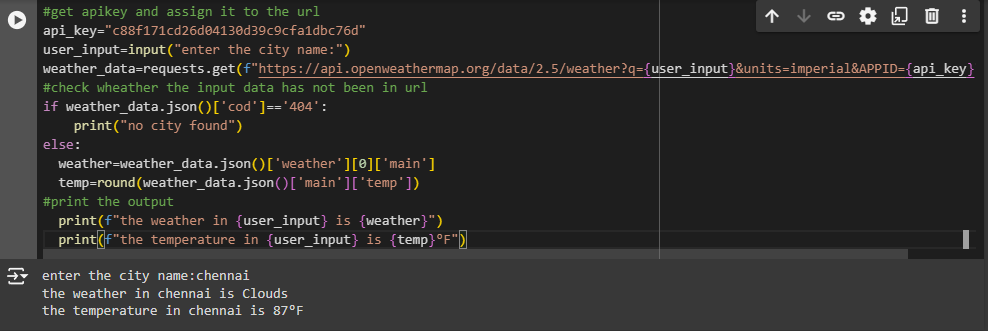 #get apikey and assign it to the url
api_key="c88f171cd26d04130d39c9cfa1dbc76d"
user_input=input("enter the city name:")
weather_data=requests.get(f"https://api.openweathermap.org/data/2.5/weather?q={user_input}&units=imperial&APPID={api_key}
#check wheather the input data has not been in url
if weather_data.json()['cod']=='404':
    print("no city found")
else:
  weather=weather_data.json()['weather'][0]['main']
  temp=round(weather_data.json()['main']['temp'])
#print the output
  print(f"the weather in {user_input} is {weather}")
  print(f"the temperature in {user_input} is {temp}ºF")
enter the city name:chennai
the weather in chennai is Clouds
the temperature in chennai is 87ºF